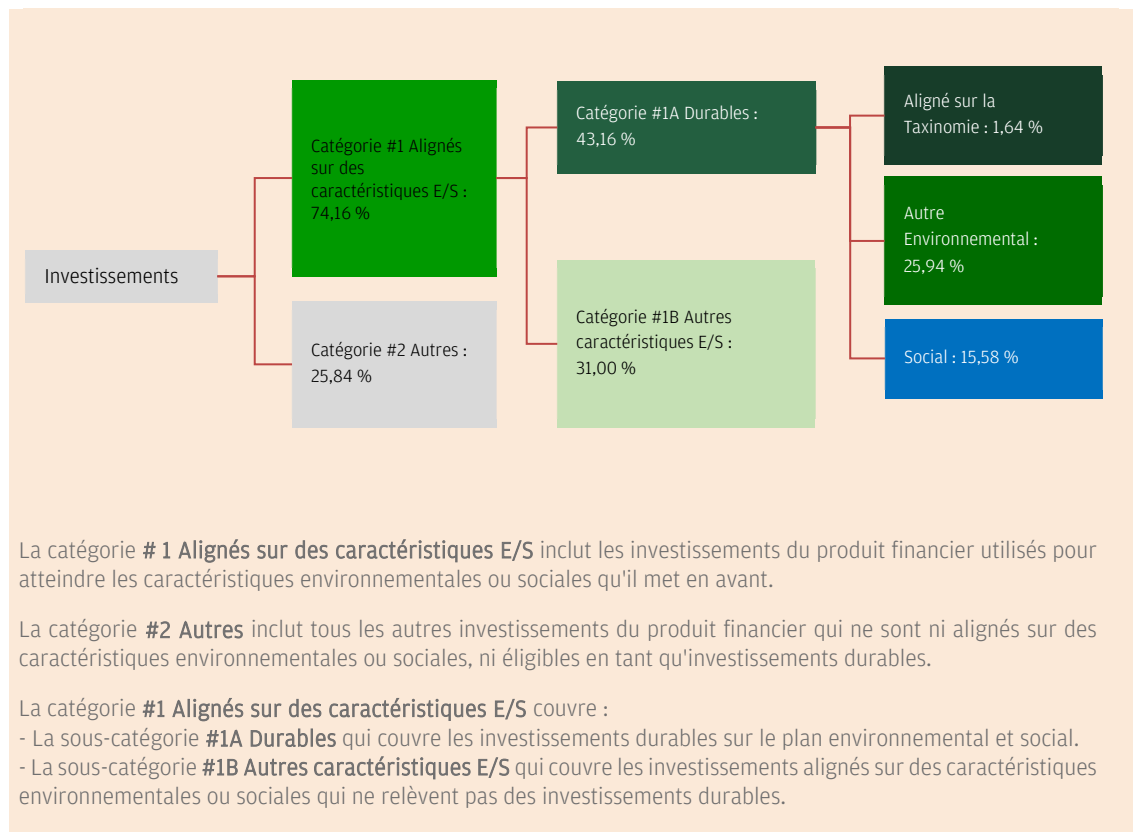 Investissements
Catégorie #1 Alignés
sur des
caractéristiques E/S :
74,16 %
Catégorie #2 Autres :
25,84 %
Catégorie #1A Durables :
43,16 %
Catégorie #1B Autres
caractéristiques E/S :
31,00 %
Aligné sur la
Taxinomie : 1,64 %
Autre
Environnemental :
25,94 %
Social : 15,58 %
La catégorie # 1 Alignés sur des caractéristiques E/S inclut les investissements du produit financier utilisés pour
atteindre les caractéristiques environnementales ou sociales qu'il met en avant.
La catégorie #2 Autres inclut tous les autres investissements du produit financier qui ne sont ni alignés sur des
caractéristiques environnementales ou sociales, ni éligibles en tant qu'investissements durables.
La catégorie #1 Alignés sur des caractéristiques E/S couvre :
- La sous-catégorie #1A Durables qui couvre les investissements durables sur le plan environnemental et social.
- La sous-catégorie #1B Autres caractéristiques E/S qui couvre les investissements alignés sur des caractéristiques
environnementales ou sociales qui ne relèvent pas des investissements durables.